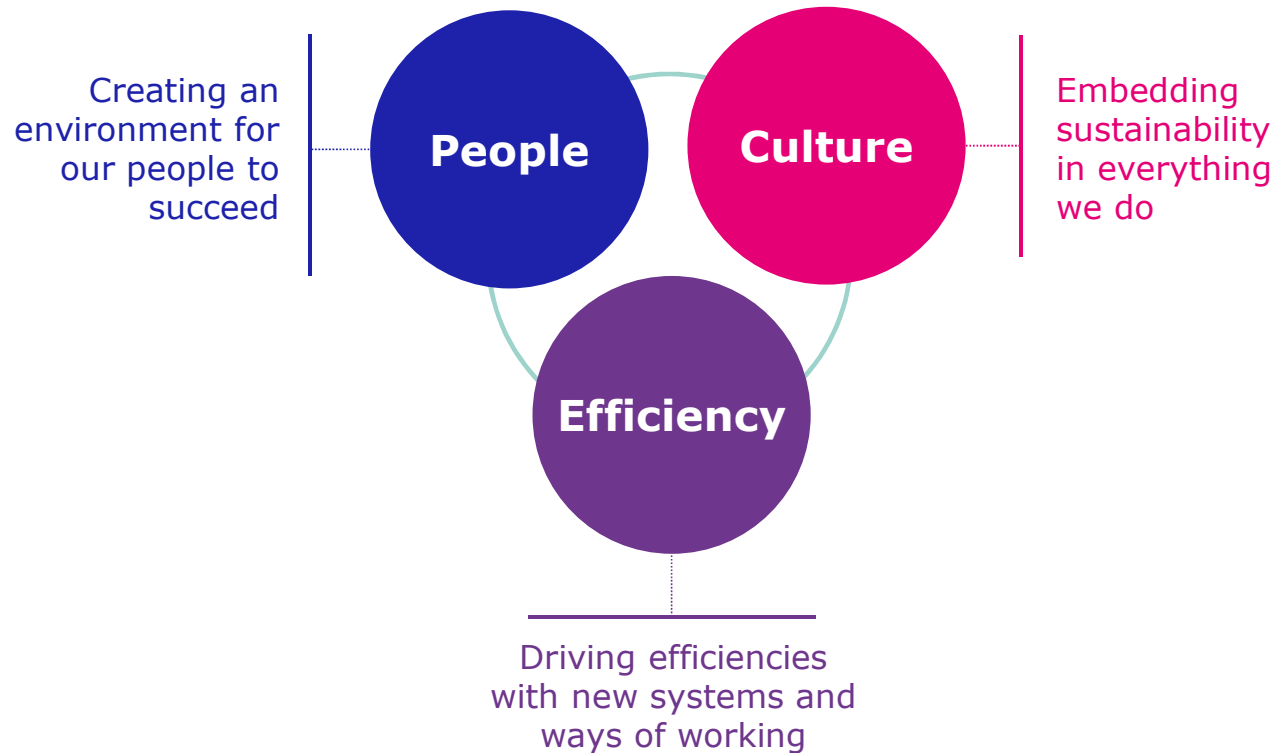 Creating an
environment for
our people to
succeed
People
Culture
Embedding
sustainability
in everything
we do
Efficiency
Driving efficiencies
with new systems and
ways of working